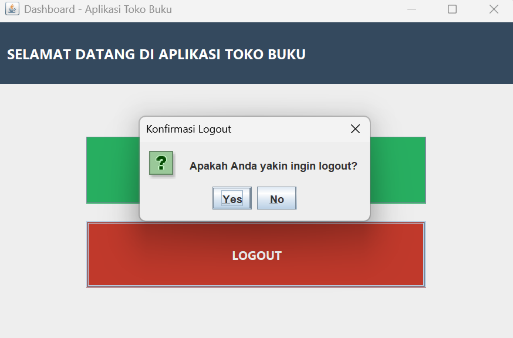 Dashboard - Aplikasi Toko Buku
SELAMAT DATANG DI APLIKASI TOKO BUKU
Konfirmasi Logout
?
Apakah Anda yakin ingin logout?
Yes No
LOGOUT